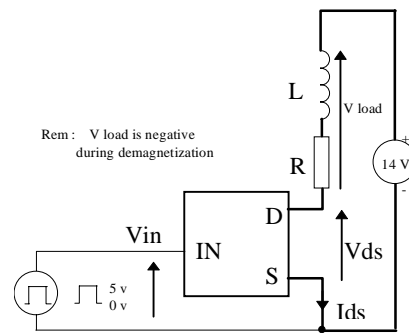 L
V load
Rem : V load is negative
during demagnetization
R
+
14 V
-
D
Vin
IN
Vds
S
5 v
0 v
Ids